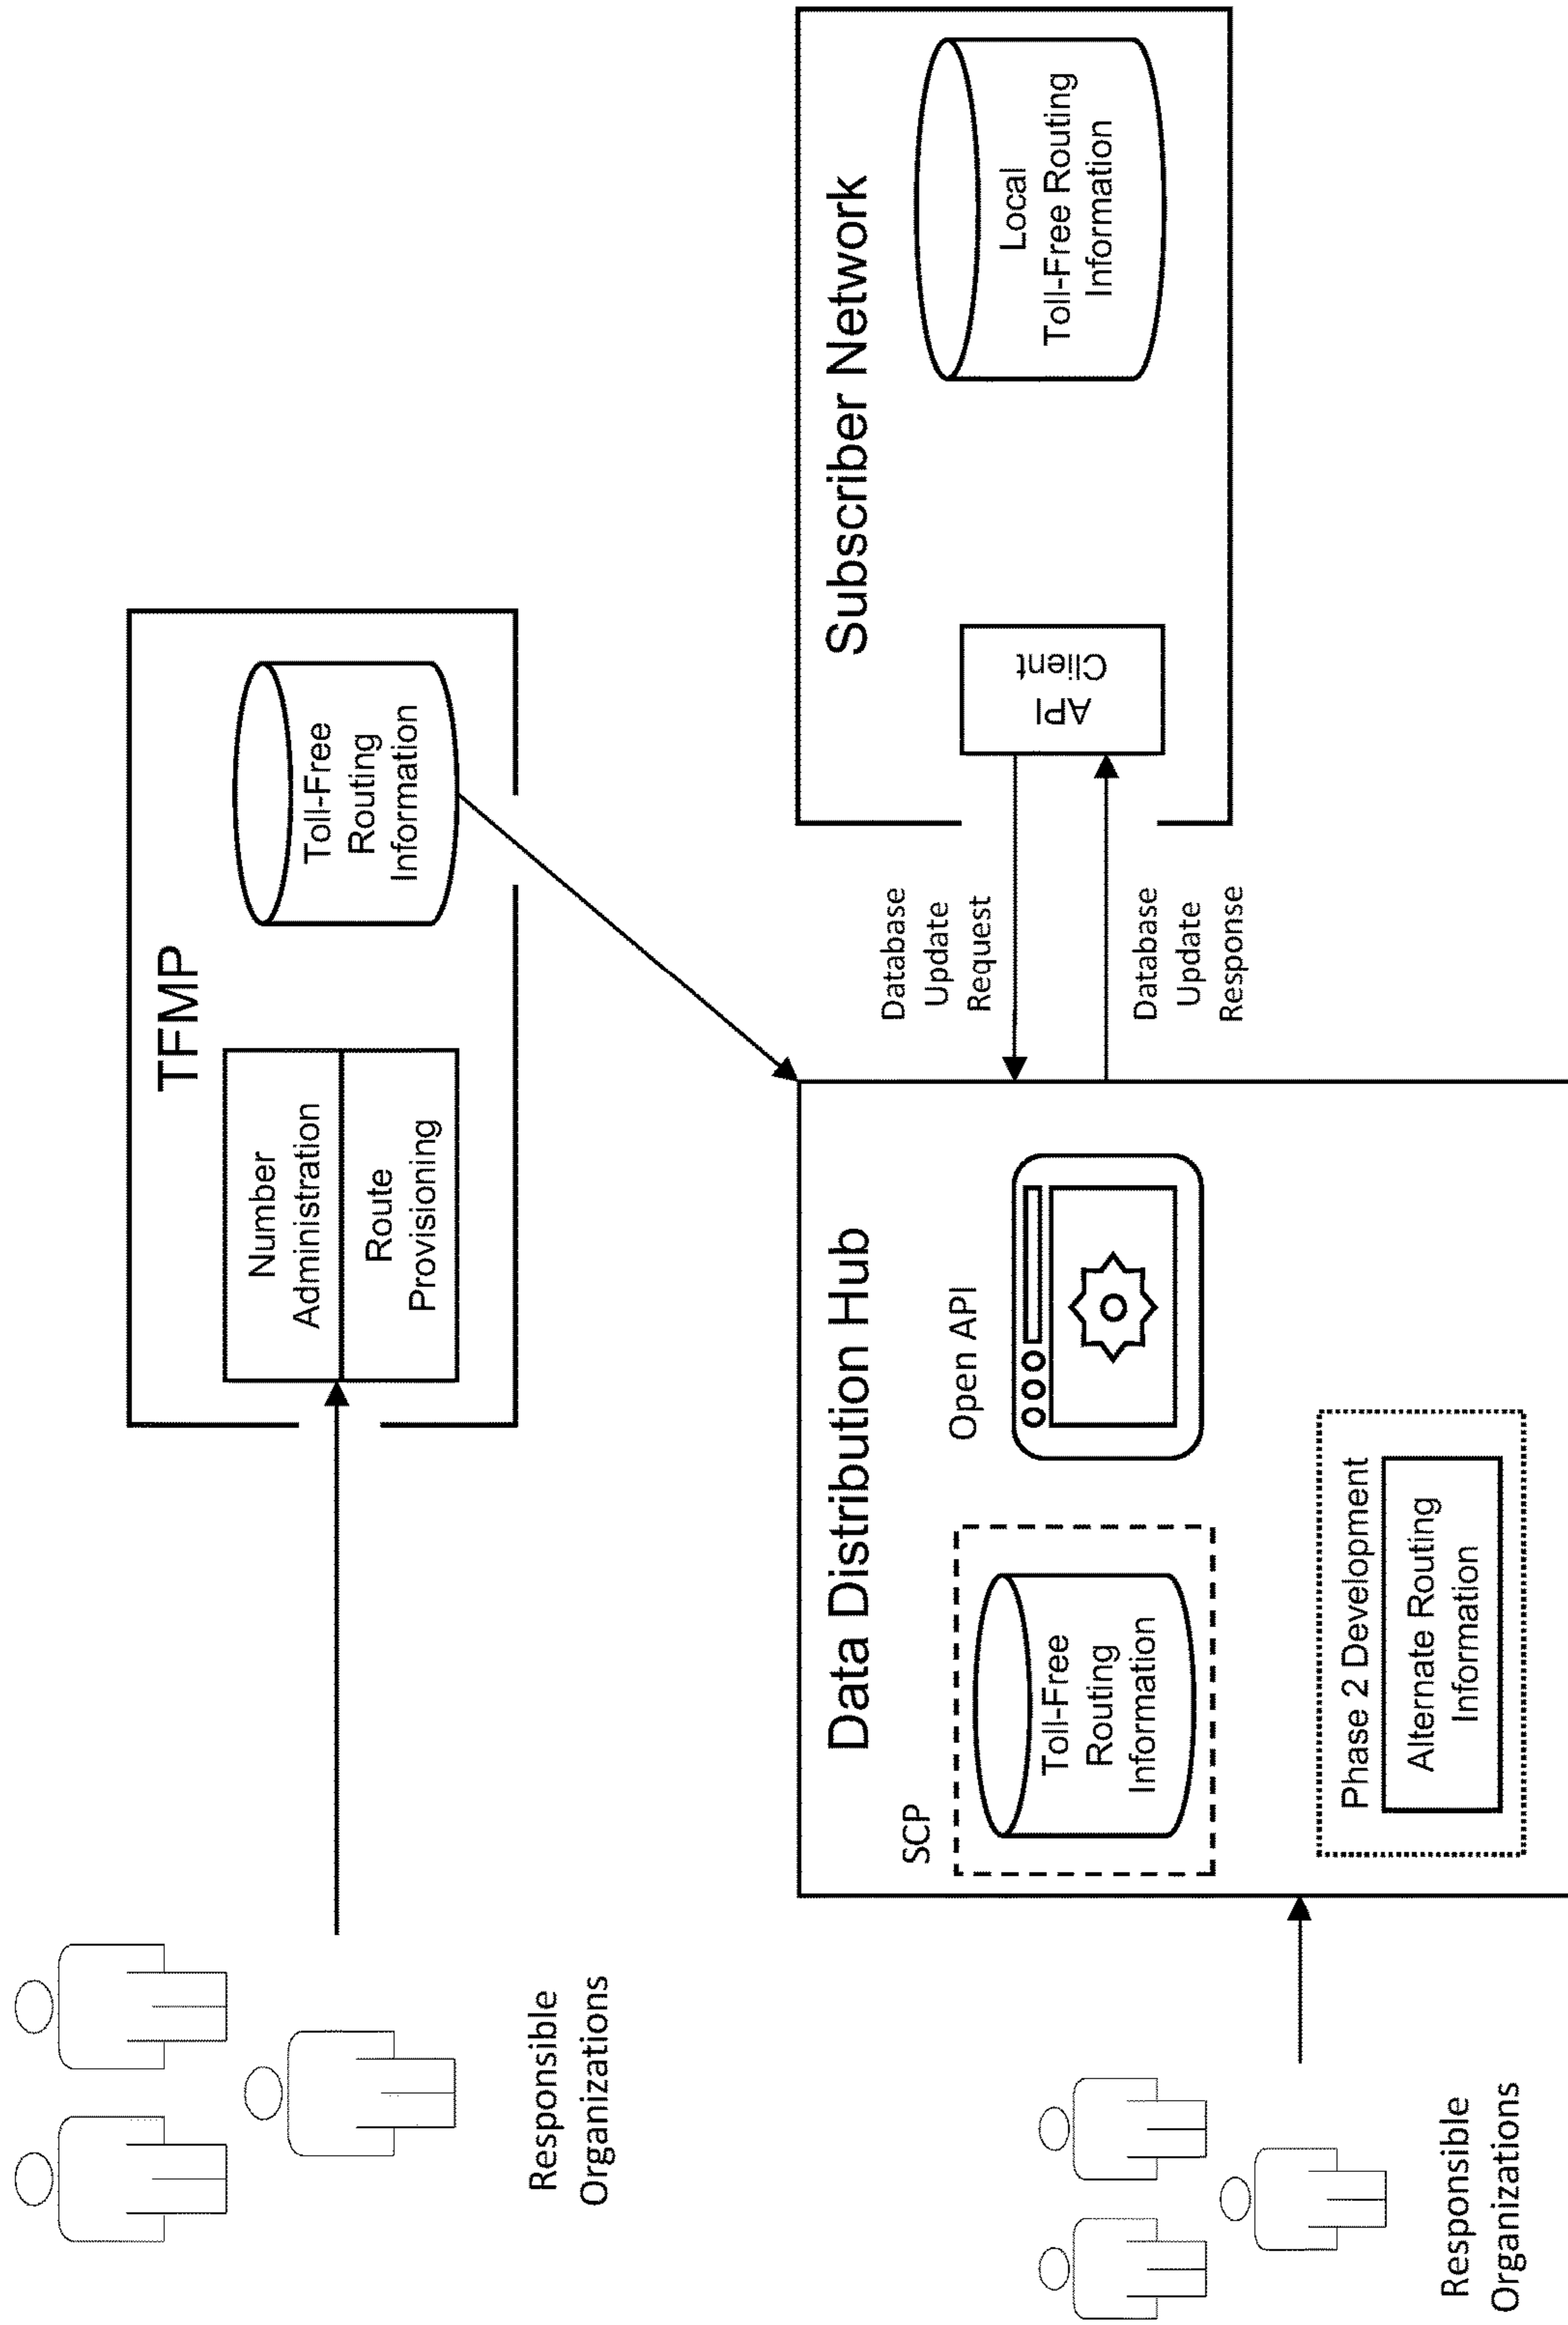 TFMP
Number
Administration
Route
Provisioning
Toll-Free
Routing
Information
Responsible
Organizations
Data Distribution Hub
SCP
Toll-Free
Routing
Information
Open API
Phase 2 Development
Alternate Routing
Information
Responsible
Organizations
Database
Update
Request
Database
Update
Response
Subscriber Network
API
Client
Local
Toll-Free Routing
Information